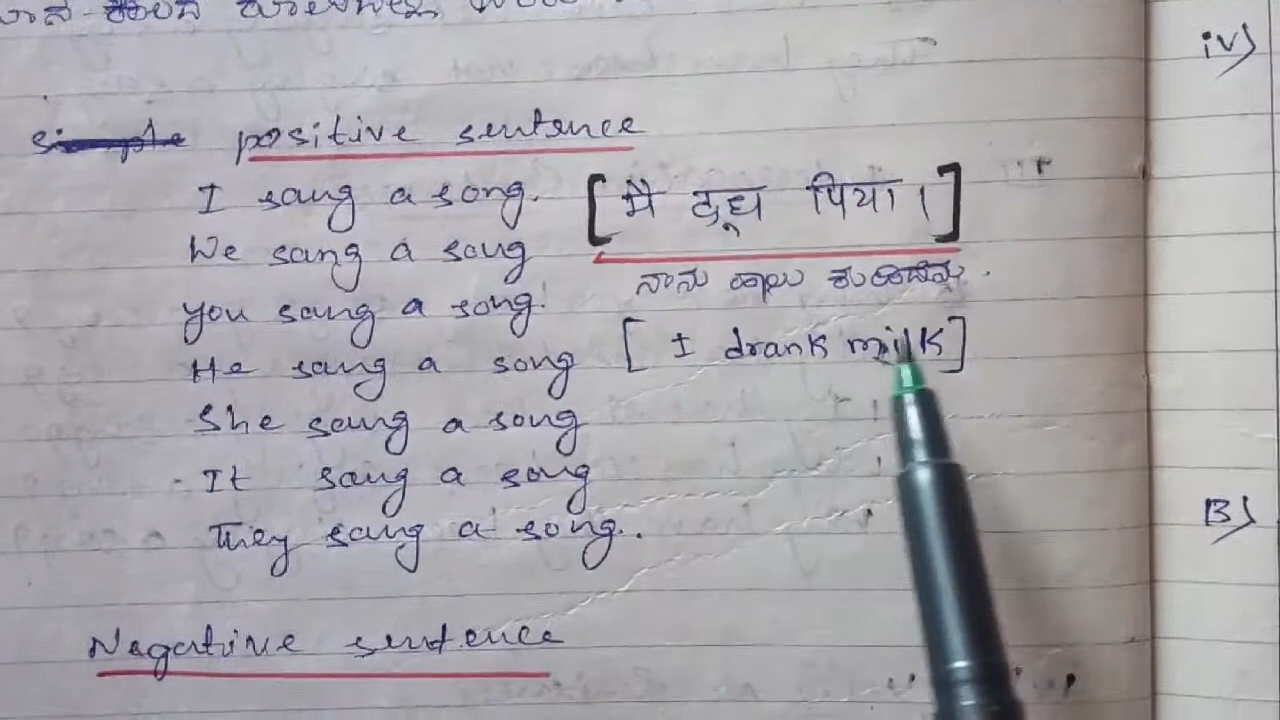 iv)
positive sentence
I sang a song. [मै दूध पिया।]
We sang a song
ನಾನು ಹಾಲು ಕುಡಿದೆನು.
you sang a song.
He sang a song [I drank milk]
She sang a song
It sang a song
They sang a song.
B)
Negative sentence